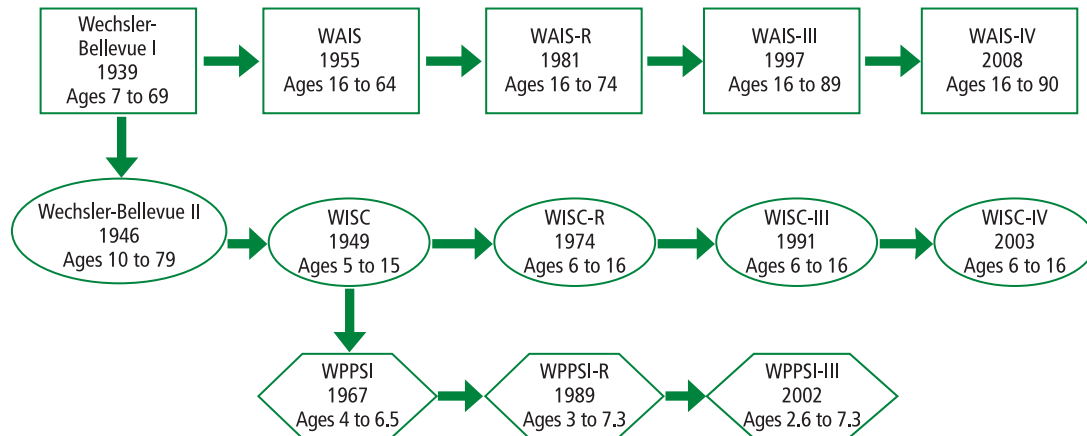 Wechsler-
Bellevue I
1939
Ages 7 to 69
WAIS
1955
Ages 16 to 64
WAIS-R
1981
Ages 16 to 74
WAIS-III
1997
Ages 16 to 89
WAIS-IV
2008
Ages 16 to 90
Wechsler-Bellevue II
1946
Ages 10 to 79
WISC
1949
Ages 5 to 15
WISC-R
1974
Ages 6 to 16
WISC-III
1991
Ages 6 to 16
WISC-IV
2003
Ages 6 to 16
WPPSI
1967
Ages 4 to 6.5
WPPSI-R
1989
Ages 3 to 7.3
WPPSI-III
2002
Ages 2.6 to 7.3